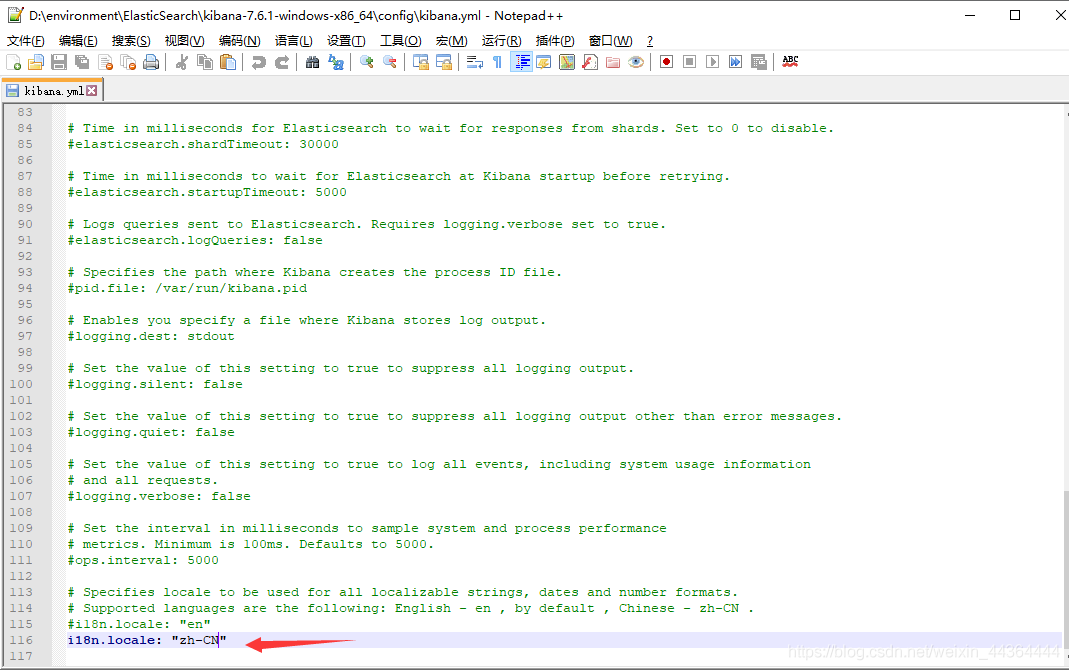 D:\environment\ElasticSearch\kibana-7.6.1-windows-x86_64\config\kibana.yml - Notepad++
文件(F) 编辑(E) 搜索(S) 视图(V) 编码(N) 语言(L) 设置(T) 工具(O) 宏(M) 运行(R) 插件(P) 窗口(W) ?
ABC
kibana.yml
83
84 # Time in milliseconds for Elasticsearch to wait for responses from shards. Set to 0 to disable.
85 #elasticsearch.shardTimeout: 30000
86
87 # Time in milliseconds to wait for Elasticsearch at Kibana startup before retrying.
88 #elasticsearch.startupTimeout: 5000
89
90 # Logs queries sent to Elasticsearch. Requires logging.verbose set to true.
91 #elasticsearch.logQueries: false
92
93 # Specifies the path where Kibana creates the process ID file.
94 #pid.file: /var/run/kibana.pid
95
96 # Enables you specify a file where Kibana stores log output.
97 #logging.dest: stdout
98
99 # Set the value of this setting to true to suppress all logging output.
100 #logging.silent: false
101
102 # Set the value of this setting to true to suppress all logging output other than error messages.
103 #logging.quiet: false
104
105 # Set the value of this setting to true to log all events, including system usage information
106 # and all requests.
107 #logging.verbose: false
108
109 # Set the interval in milliseconds to sample system and process performance
110 # metrics. Minimum is 100ms. Defaults to 5000.
111 #ops.interval: 5000
112
113 # Specifies locale to be used for all localizable strings, dates and number formats.
114 # Supported languages are the following: English - en , by default , Chinese - zh-CN .
115 #i18n.locale: "en"
116 i18n.locale: "zh-CN"
117
https://blog.csdn.net/weixin_44364444